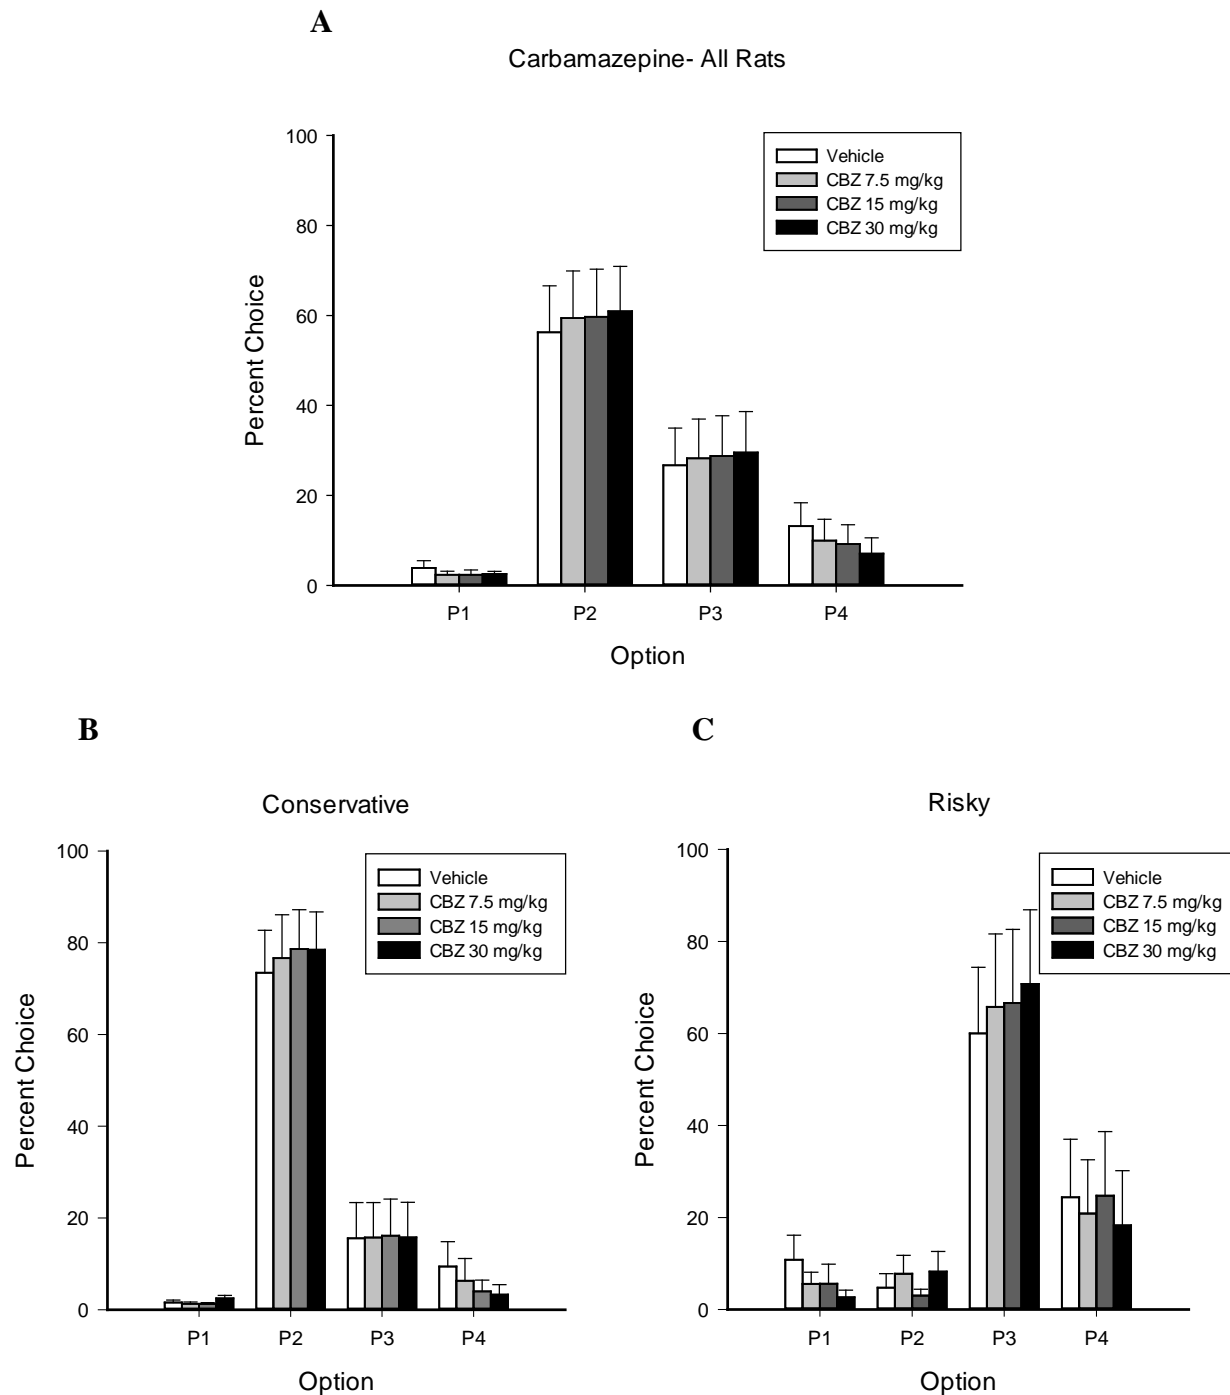 A
Carbamazepine- All Rats
100
80
60
40
20
0
Percent Choice
Vehicle
CBZ 7.5 mg/kg
CBZ 15 mg/kg
CBZ 30 mg/kg
P1 P2 P3 P4
Option
B
Conservative
100
80
60
40
20
0
Percent Choice
Vehicle
CBZ 7.5 mg/kg
CBZ 15 mg/kg
CBZ 30 mg/kg
P1 P2 P3 P4
Option
C
Risky
100
80
60
40
20
0
Percent Choice
Vehicle
CBZ 7.5 mg/kg
CBZ 15 mg/kg
CBZ 30 mg/kg
P1 P2 P3 P4
Option